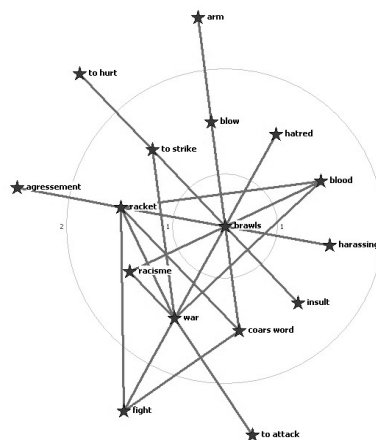 arm
to hurt
blow
hatred
to strike
blood
agressement
racket
2
1
brawls
1
harassing
racisme
insult
war
coars word
fight
to attack